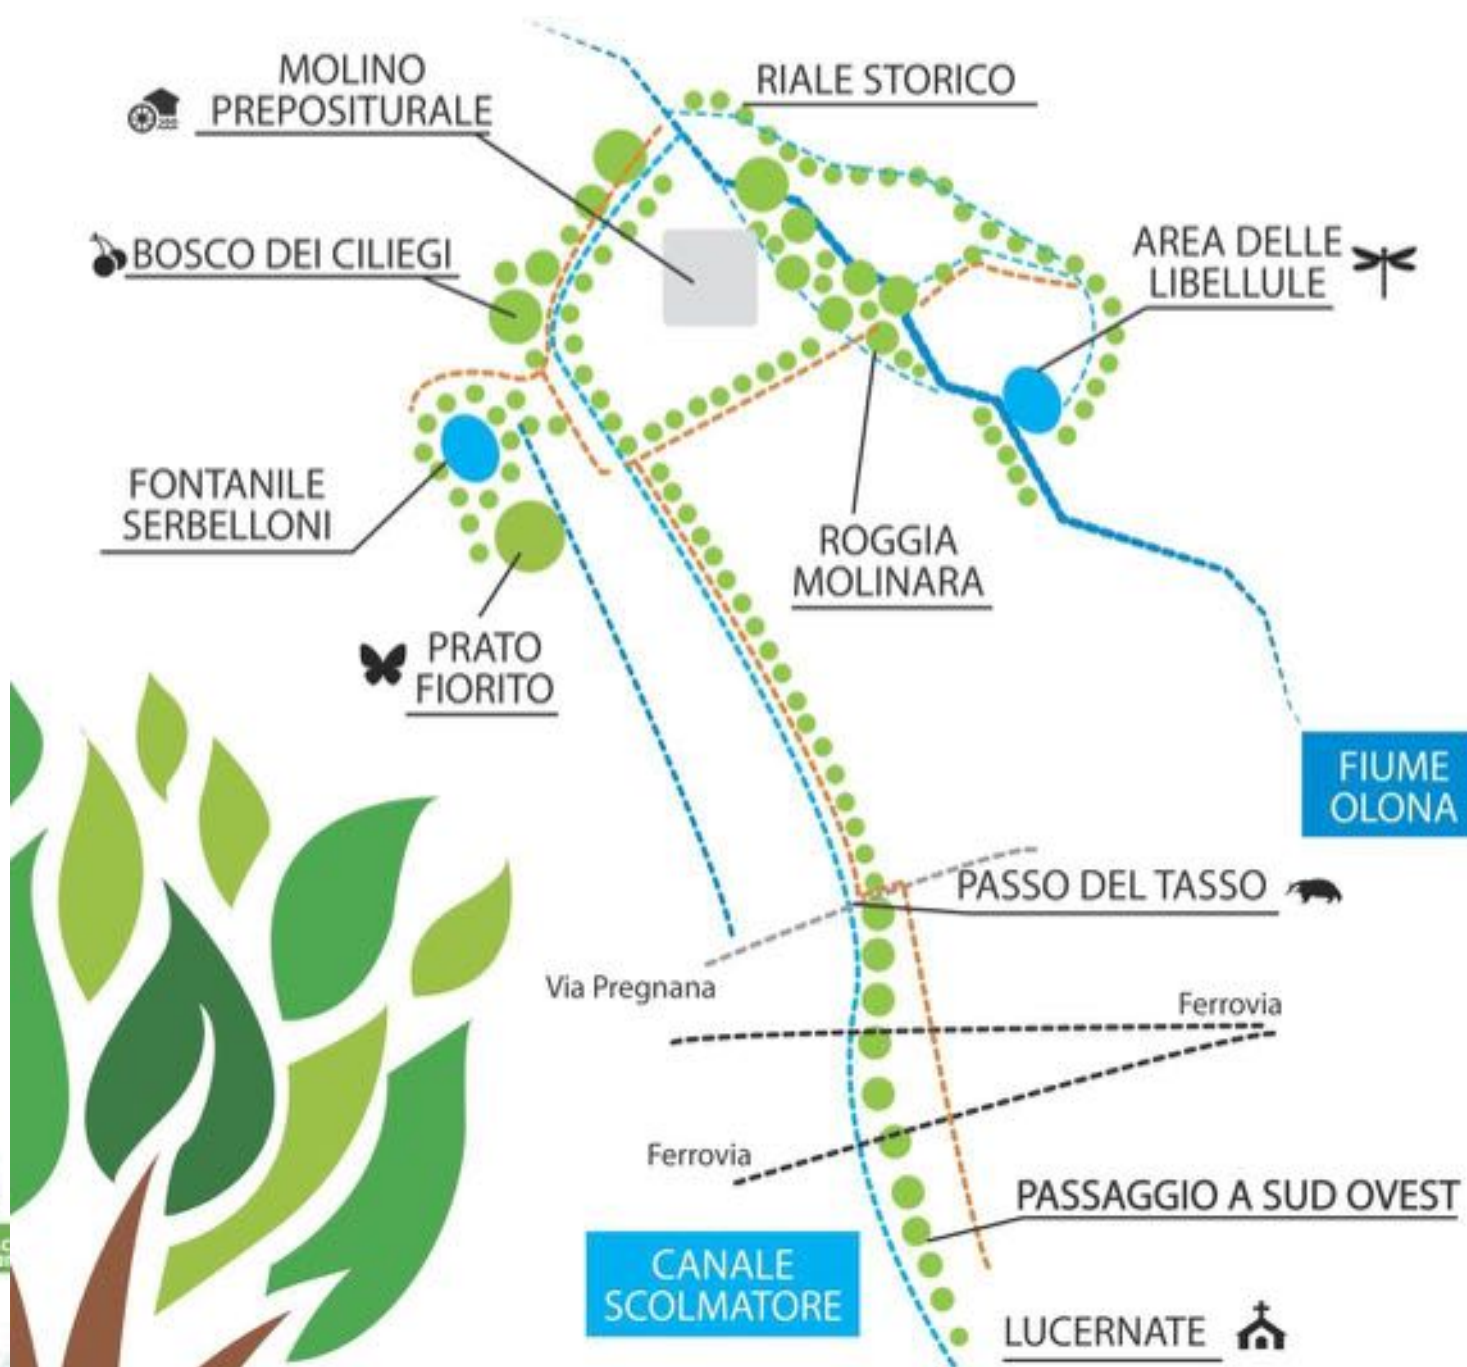 MOLINO
PREPOSITURALE
RIALE STORICO
BOSCO DEI CILIEGI
AREA DELLE
LIBELLULE
FONTANILE
SERBELLONI
ROGGIA
MOLINARA
PRATO
FIORITO
FIUME
OLONA
PASSO DEL TASSO
Via Pregnana
Ferrovia
Ferrovia
PASSAGGIO A SUD OVEST
CANALE
SCOLMATORE
LUCERNATE